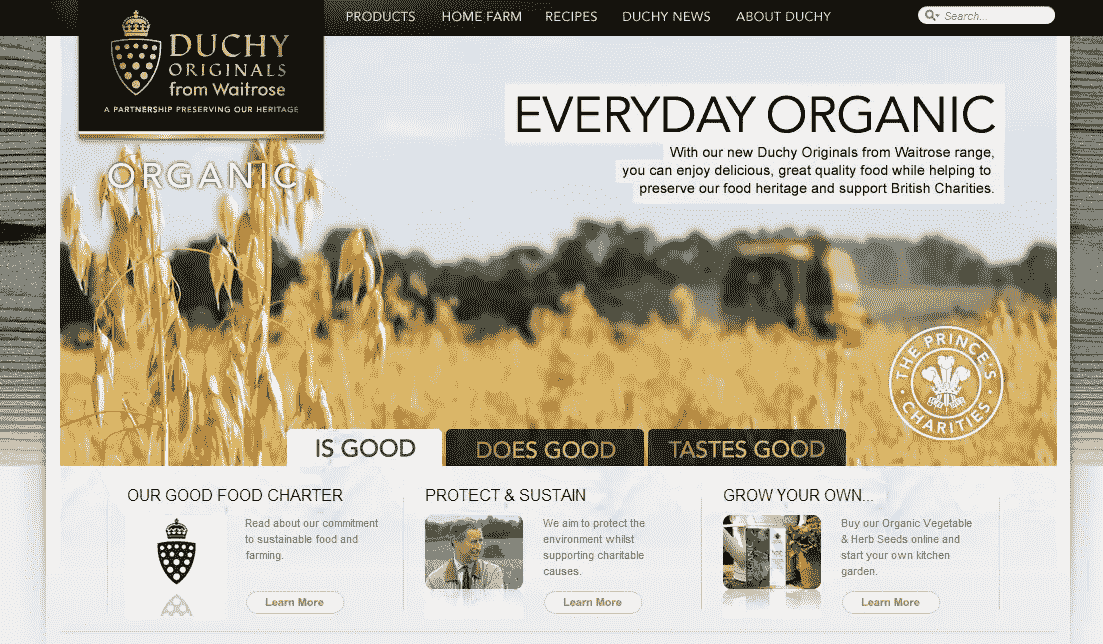 PRODUCTS HOME FARM RECIPES DUCHY NEWS ABOUT DUCHY Search...
DUCHY
ORIGINALS
from Waitrose
A PARTNERSHIP PRESERVING OUR HERITAGE
ORGANIC
EVERYDAY ORGANIC
With our new Duchy Originals from Waitrose range,
you can enjoy delicious, great quality food while helping to
preserve our food heritage and support British Charities.
THE PRINCE'S
CHARITIES
IS GOOD DOES GOOD TASTES GOOD
OUR GOOD FOOD CHARTER
Read about our commitment
to sustainable food and
farming.
Learn More
PROTECT & SUSTAIN
We aim to protect the
environment whilst
supporting charitable
causes.
Learn More
GROW YOUR OWN...
Buy our Organic Vegetable
& Herb Seeds online and
start your own kitchen
garden.
Learn More